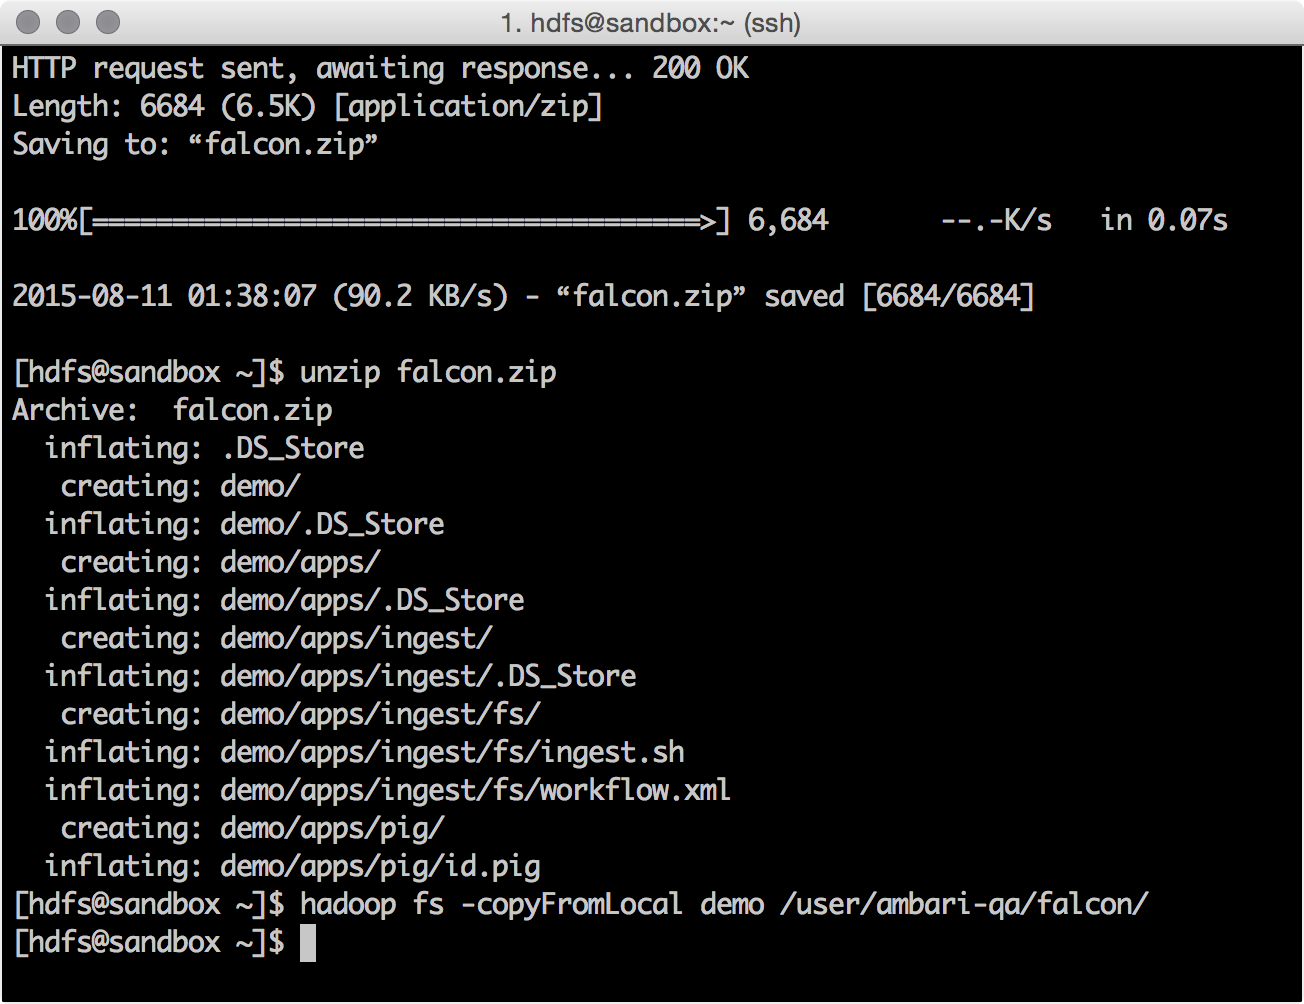 1. hdfs@sandbox:~ (ssh)
HTTP request sent, awaiting response... 200 OK
Length: 6684 (6.5K) [application/zip]
Saving to: “falcon.zip”
100%[======================================>] 6,684       --.-K/s   in 0.07s
2015-08-11 01:38:07 (90.2 KB/s) - “falcon.zip” saved [6684/6684]
[hdfs@sandbox ~]$ unzip falcon.zip
Archive:  falcon.zip
  inflating: .DS_Store
   creating: demo/
  inflating: demo/.DS_Store
   creating: demo/apps/
  inflating: demo/apps/.DS_Store
   creating: demo/apps/ingest/
  inflating: demo/apps/ingest/.DS_Store
   creating: demo/apps/ingest/fs/
  inflating: demo/apps/ingest/fs/ingest.sh
  inflating: demo/apps/ingest/fs/workflow.xml
   creating: demo/apps/pig/
  inflating: demo/apps/pig/id.pig
[hdfs@sandbox ~]$ hadoop fs -copyFromLocal demo /user/ambari-qa/falcon/
[hdfs@sandbox ~]$